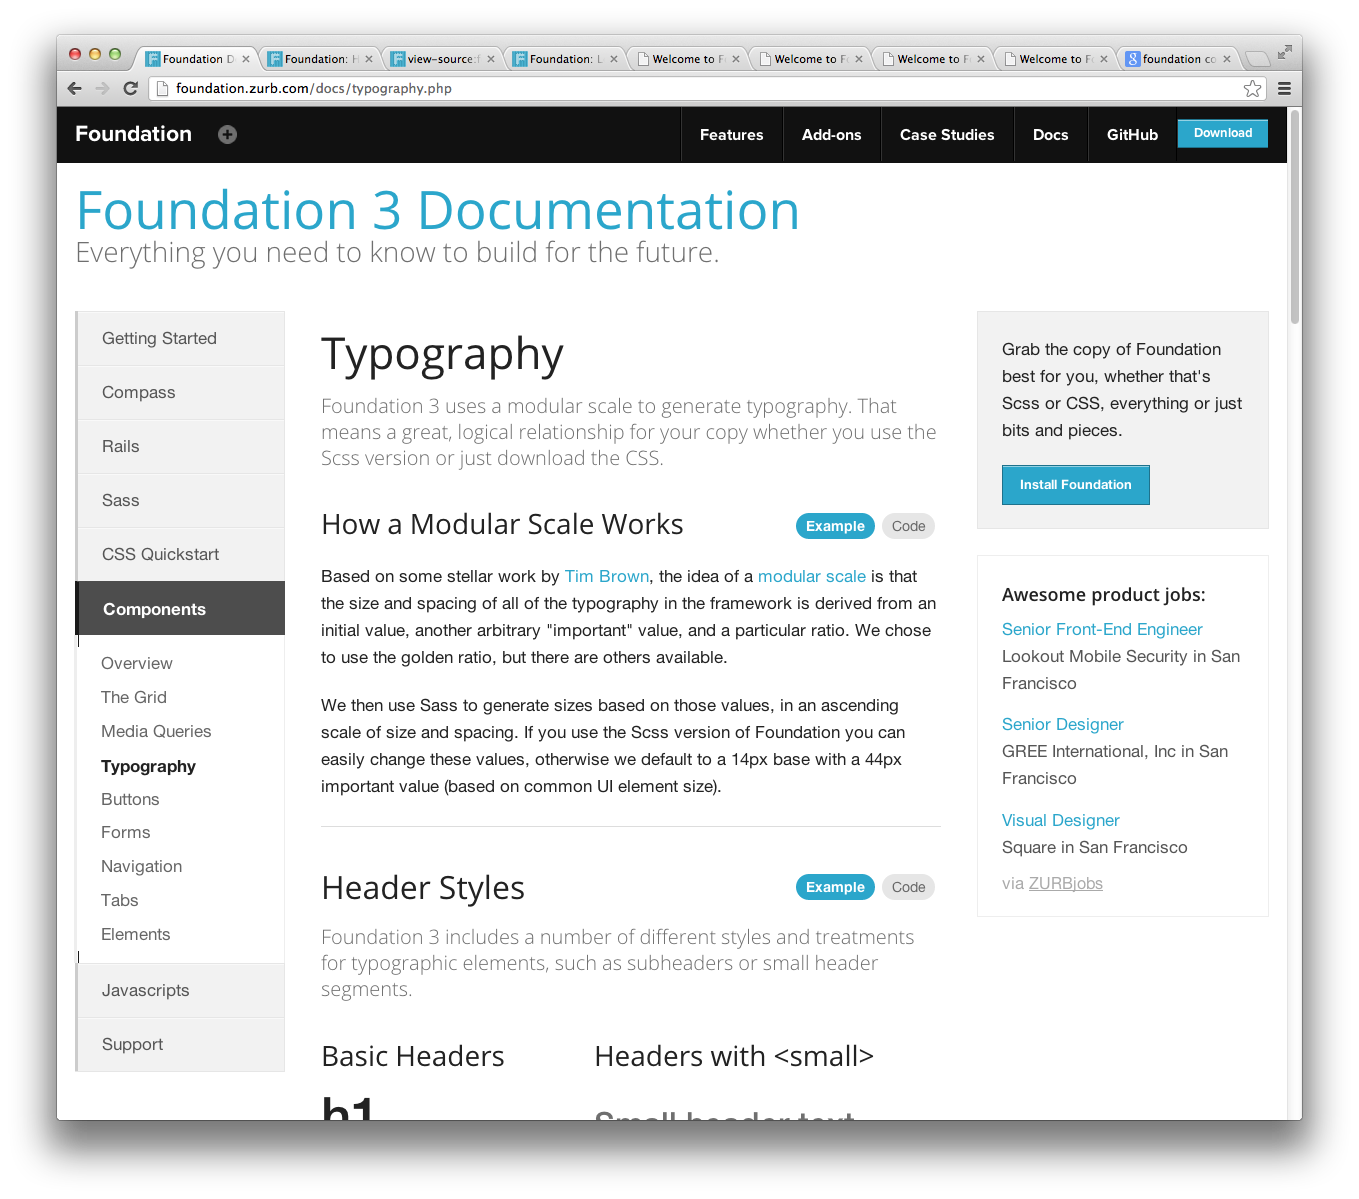 Foundation D
Foundation: H
view-source:f
Foundation: L
Welcome to F
Welcome to Fo
Welcome to Fo
Welcome to Fo
foundation co
foundation.zurb.com/docs/typography.php
Foundation
Features
Add-ons
Case Studies
Docs
GitHub
Download
Foundation 3 Documentation
Everything you need to know to build for the future.
Getting Started
Compass
Rails
Sass
CSS Quickstart
Components
Overview
The Grid
Media Queries
Typography
Buttons
Forms
Navigation
Tabs
Elements
Javascripts
Support
Typography
Foundation 3 uses a modular scale to generate typography. That
means a great, logical relationship for your copy whether you use the
Scss version or just download the CSS.
How a Modular Scale Works
Example
Code
Based on some stellar work by Tim Brown, the idea of a modular scale is that
the size and spacing of all of the typography in the framework is derived from an
initial value, another arbitrary "important" value, and a particular ratio. We chose
to use the golden ratio, but there are others available.
We then use Sass to generate sizes based on those values, in an ascending
scale of size and spacing. If you use the Scss version of Foundation you can
easily change these values, otherwise we default to a 14px base with a 44px
important value (based on common UI element size).
Header Styles
Example
Code
Foundation 3 includes a number of different styles and treatments
for typographic elements, such as subheaders or small header
segments.
Basic Headers
Headers with <small>
h1
Small header text
Grab the copy of Foundation
best for you, whether that's
Scss or CSS, everything or just
bits and pieces.
Install Foundation
Awesome product jobs:
Senior Front-End Engineer
Lookout Mobile Security in San
Francisco
Senior Designer
GREE International, Inc in San
Francisco
Visual Designer
Square in San Francisco
via ZURBjobs